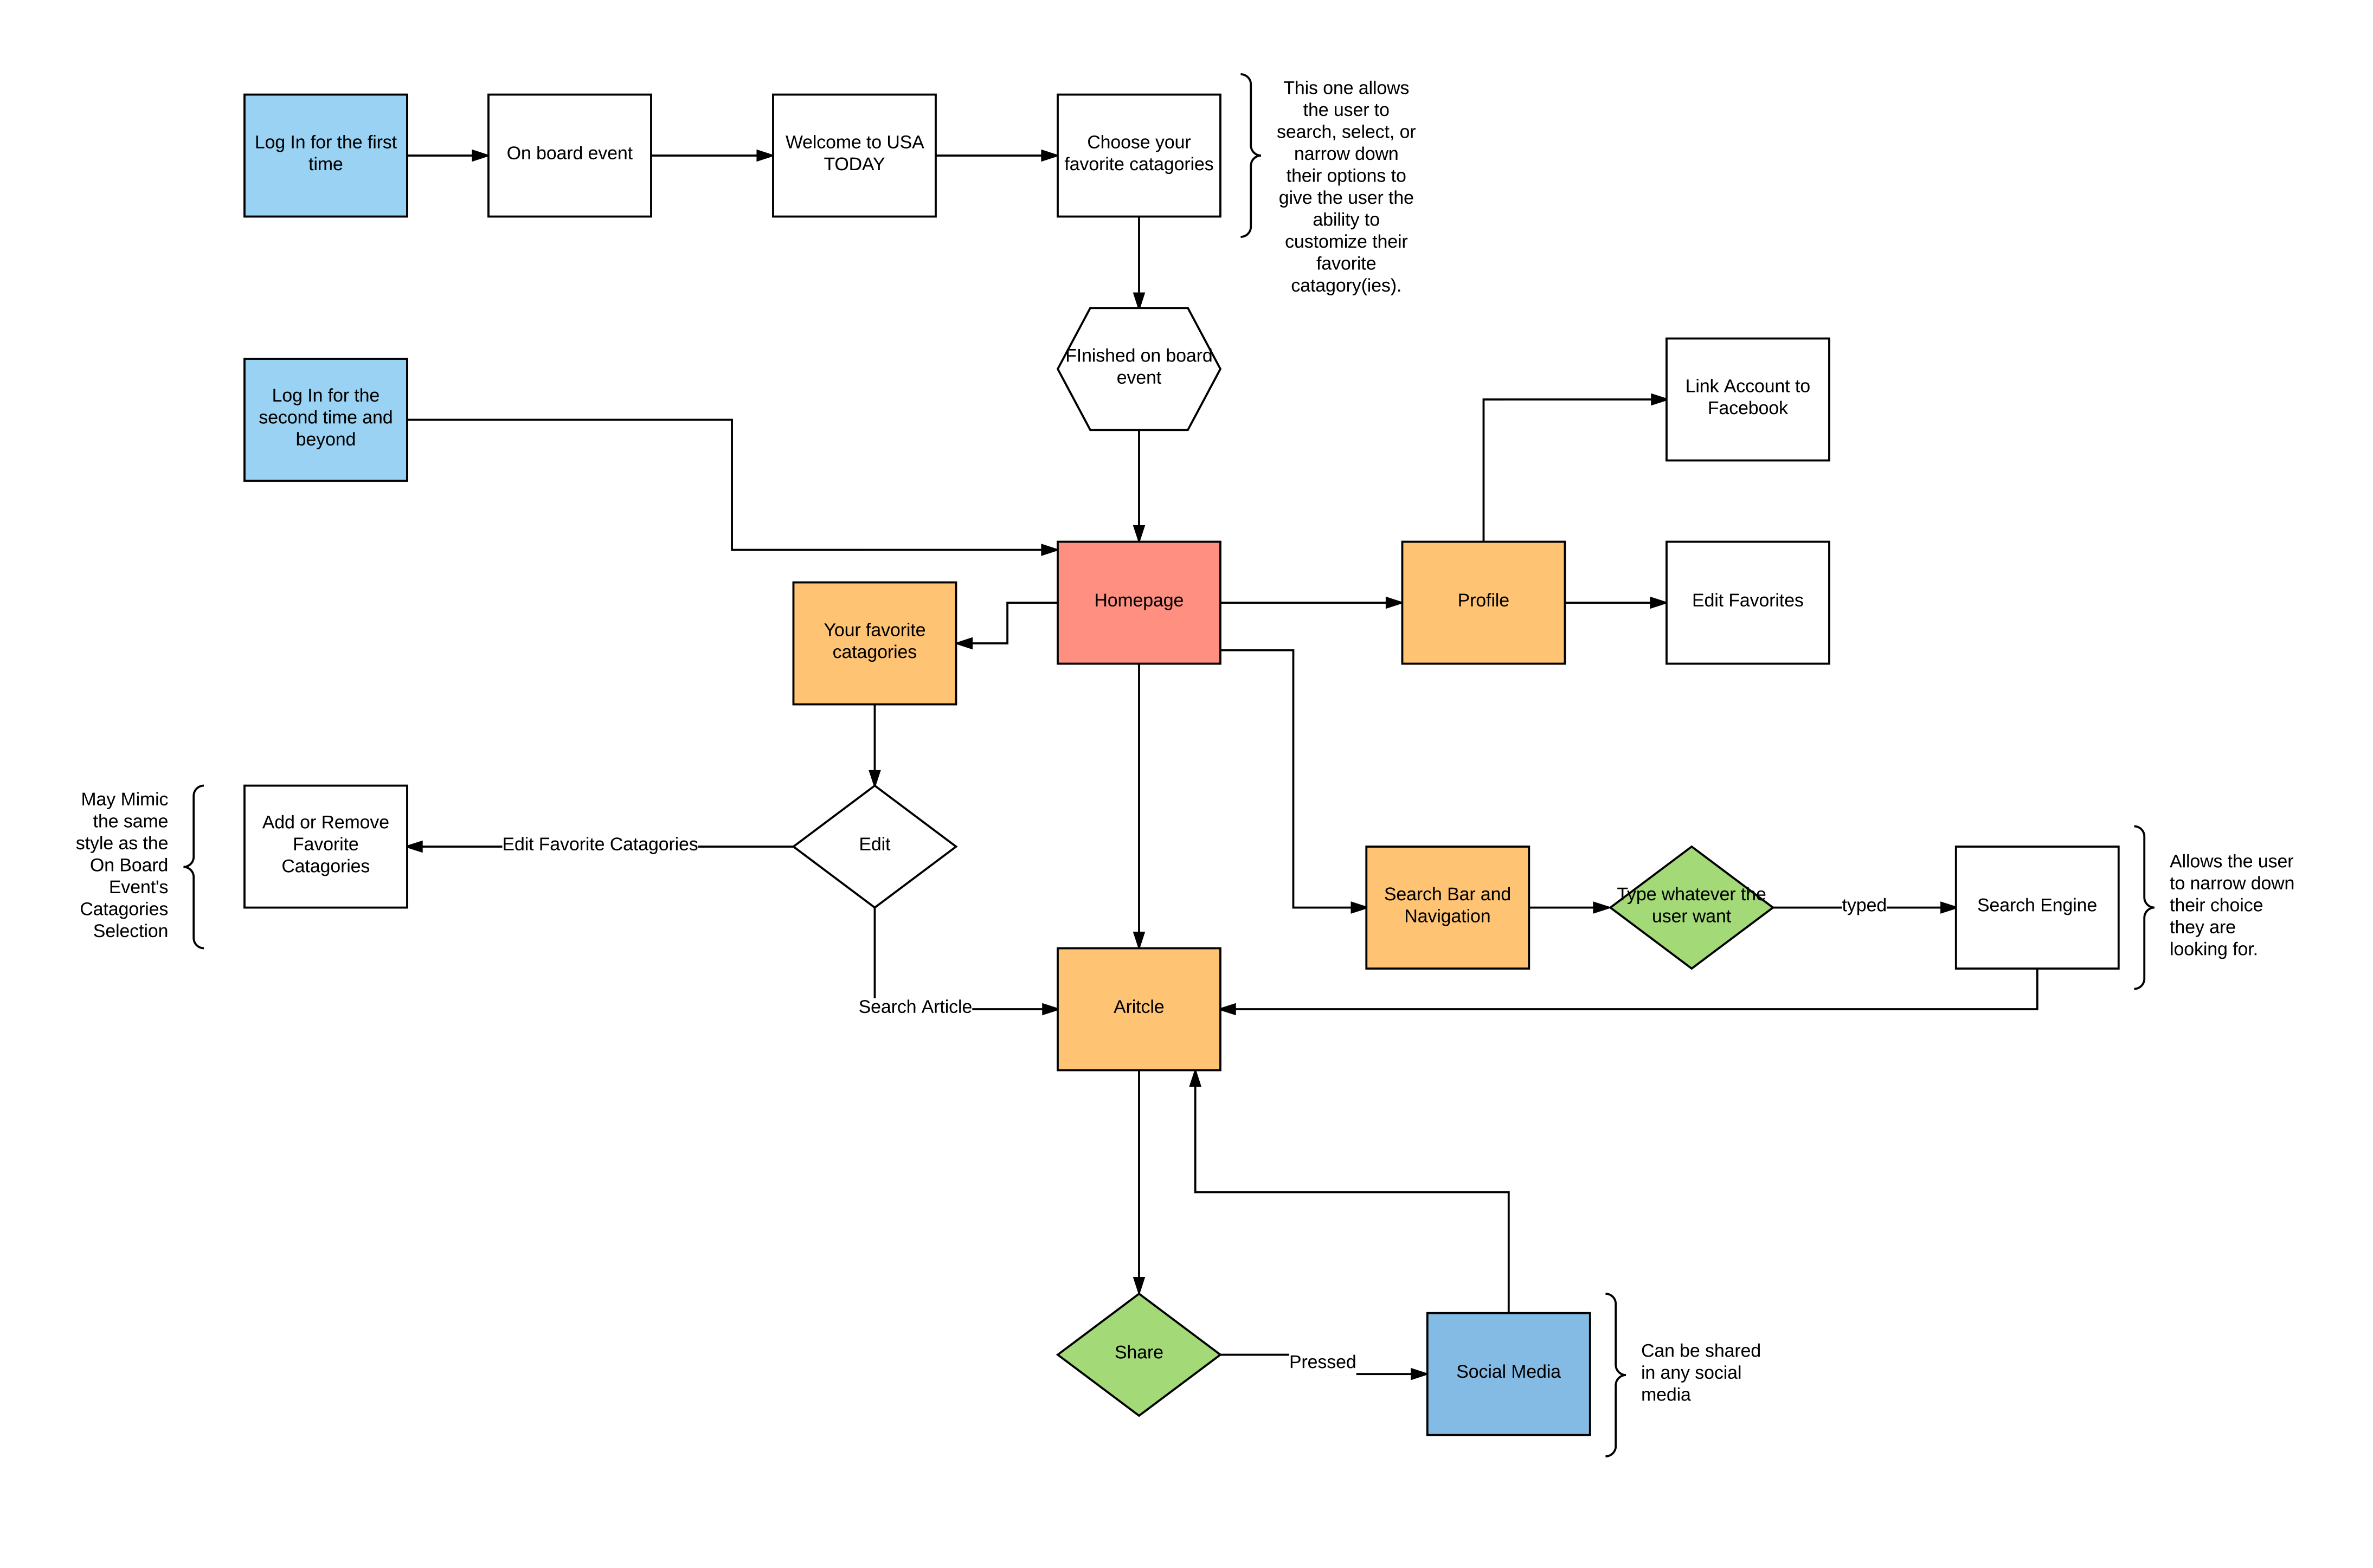 Log In for the first
time
On board event
Welcome to USA
TODAY
Choose your
favorite catagories
This one allows
the user to
search, select, or
narrow down
their options to
give the user the
ability to
customize their
favorite
catagory(ies).
FInished on board
event
Log In for the
second time and
beyond
Link Account to
Facebook
Homepage
Profile
Edit Favorites
Your favorite
catagories
May Mimic
the same
style as the
On Board
Event's
Catagories
Selection
Add or Remove
Favorite
Catagories
Edit Favorite Catagories
Edit
Search Bar and
Navigation
Type whatever the
user want
typed
Search Engine
Allows the user
to narrow down
their choice
they are
looking for.
Search Article
Aritcle
Share
Pressed
Social Media
Can be shared
in any social
media